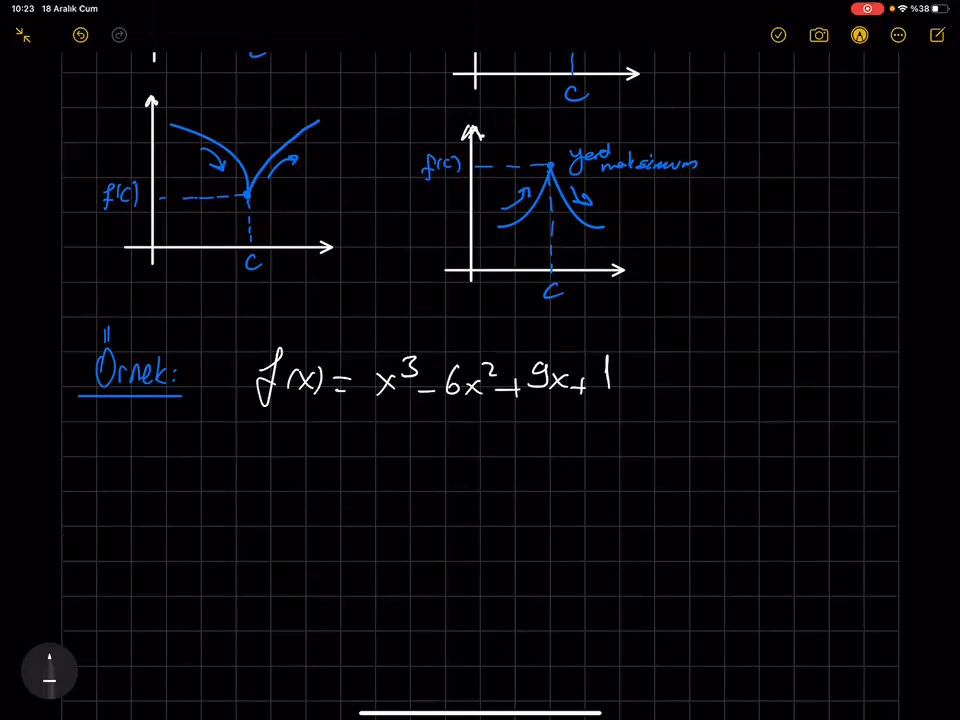 10:23 18 Aralık Cum %38
C
f(c) yerel
maksimum
f(c)
C
C
Örnek: f(x) = x³ - 6x² + 9x + 1